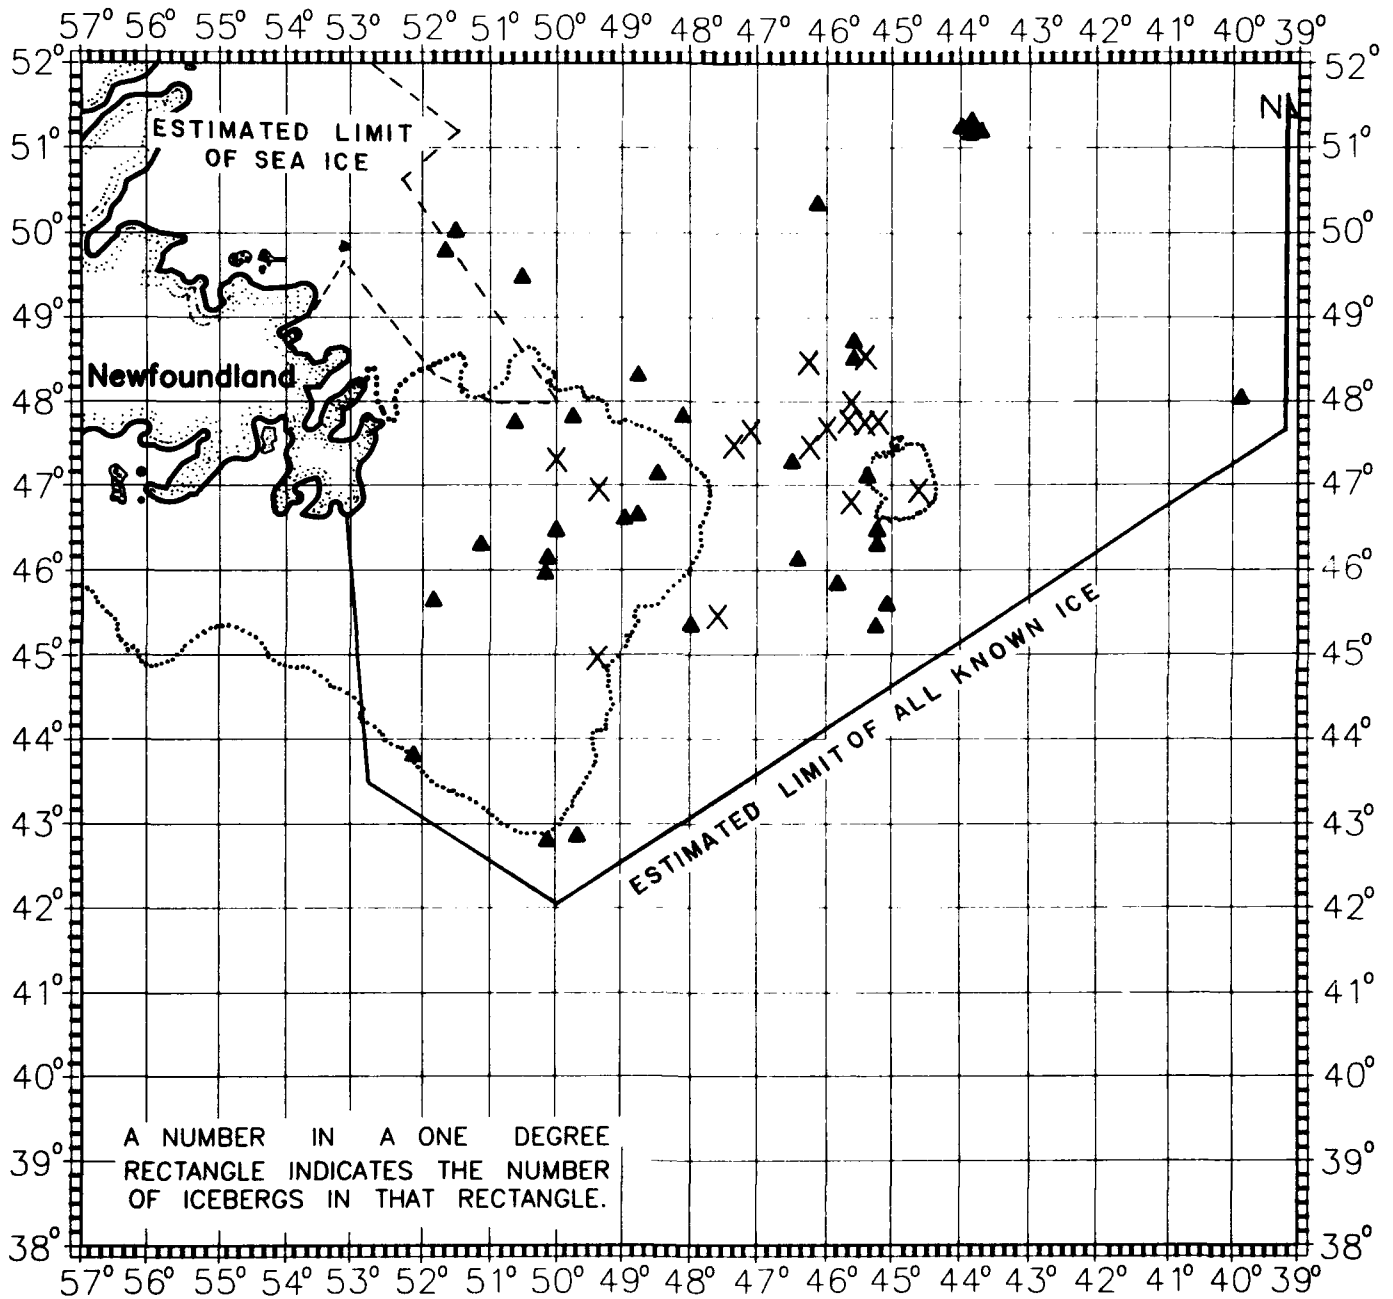 57° 56° 55° 54° 53° 52° 51° 50° 49° 48° 47° 46° 45° 44° 43° 42° 41° 40° 39°
52° 52°
N
ESTIMATED LIMIT
OF SEA ICE
51° 51°
50° 50°
49° 49°
Newfoundland
48° 48°
47° 47°
46° 46°
45° 45°
44° 44°
ESTIMATED LIMIT OF ALL KNOWN ICE
43° 43°
42° 42°
41° 41°
40° 40°
A NUMBER IN A ONE DEGREE
39° 39°
RECTANGLE INDICATES THE NUMBER
OF ICEBERGS IN THAT RECTANGLE.
38° 38°
57° 56° 55° 54° 53° 52° 51° 50° 49° 48° 47° 46° 45° 44° 43° 42° 41° 40° 39°